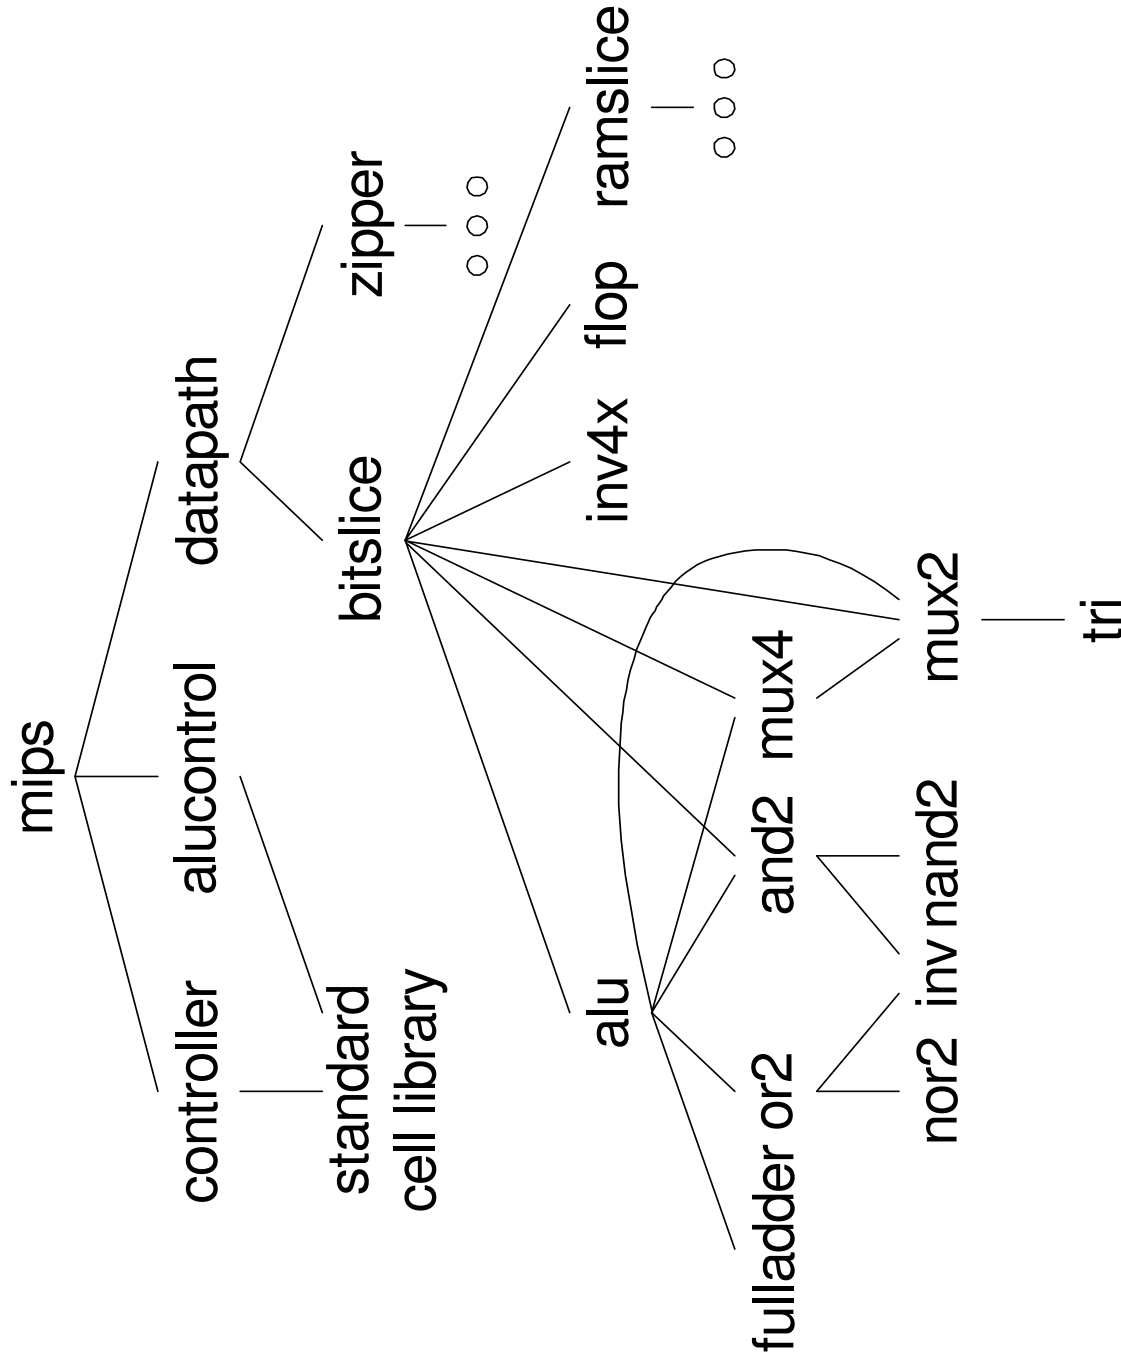 mips
controller alucontrol datapath
standard
cell library
bitslice zipper
alu inv4x flop ramslice
fulladder or2 and2 mux4
nor2 inv nand2 mux2
tri